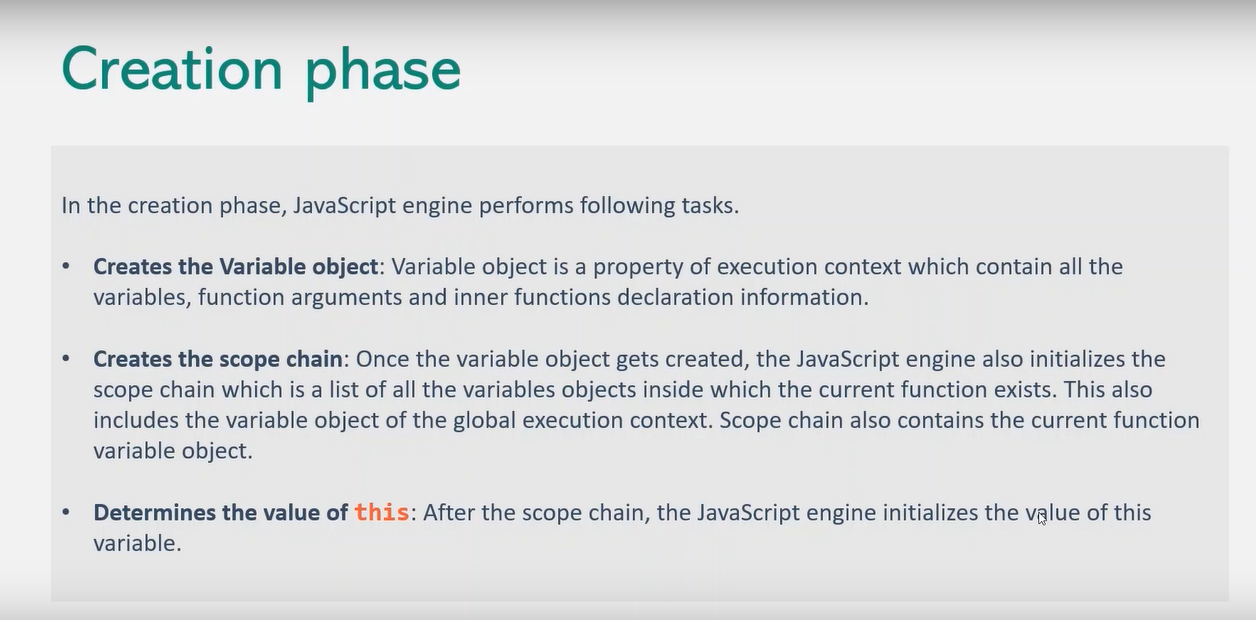 Creation phase
In the creation phase, JavaScript engine performs following tasks.
• Creates the Variable object: Variable object is a property of execution context which contain all the
variables, function arguments and inner functions declaration information.
• Creates the scope chain: Once the variable object gets created, the JavaScript engine also initializes the
scope chain which is a list of all the variables objects inside which the current function exists. This also
includes the variable object of the global execution context. Scope chain also contains the current function
variable object.
• Determines the value of this: After the scope chain, the JavaScript engine initializes the value of this
variable.